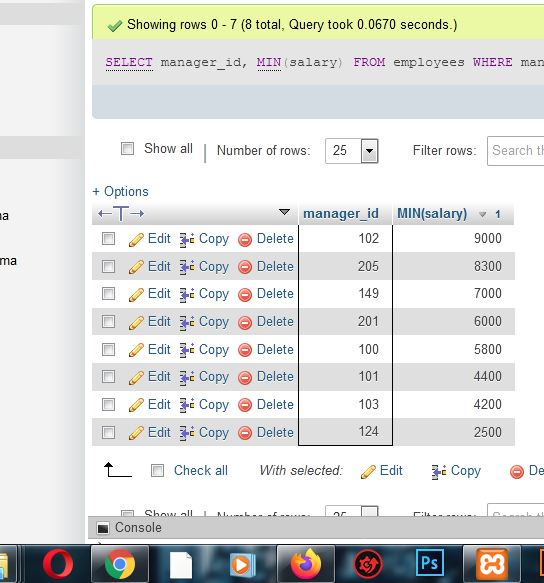 Showing rows 0 - 7 (8 total, Query took 0.0670 seconds.)
SELECT manager_id, MIN(salary) FROM employees WHERE man
Show all | Number of rows: 25 Filter rows: Search th
+ Options
na
manager_id MIN(salary) 1
Edit Copy Delete 102 9000
ma
Edit Copy Delete 205 8300
Edit Copy Delete 149 7000
Edit Copy Delete 201 6000
Edit Copy Delete 100 5800
Edit Copy Delete 101 4400
Edit Copy Delete 103 4200
Edit Copy Delete 124 2500
Check all With selected: Edit Copy De
Show all | Number of rows: 25 Filter rows: Search th
Console
Ps